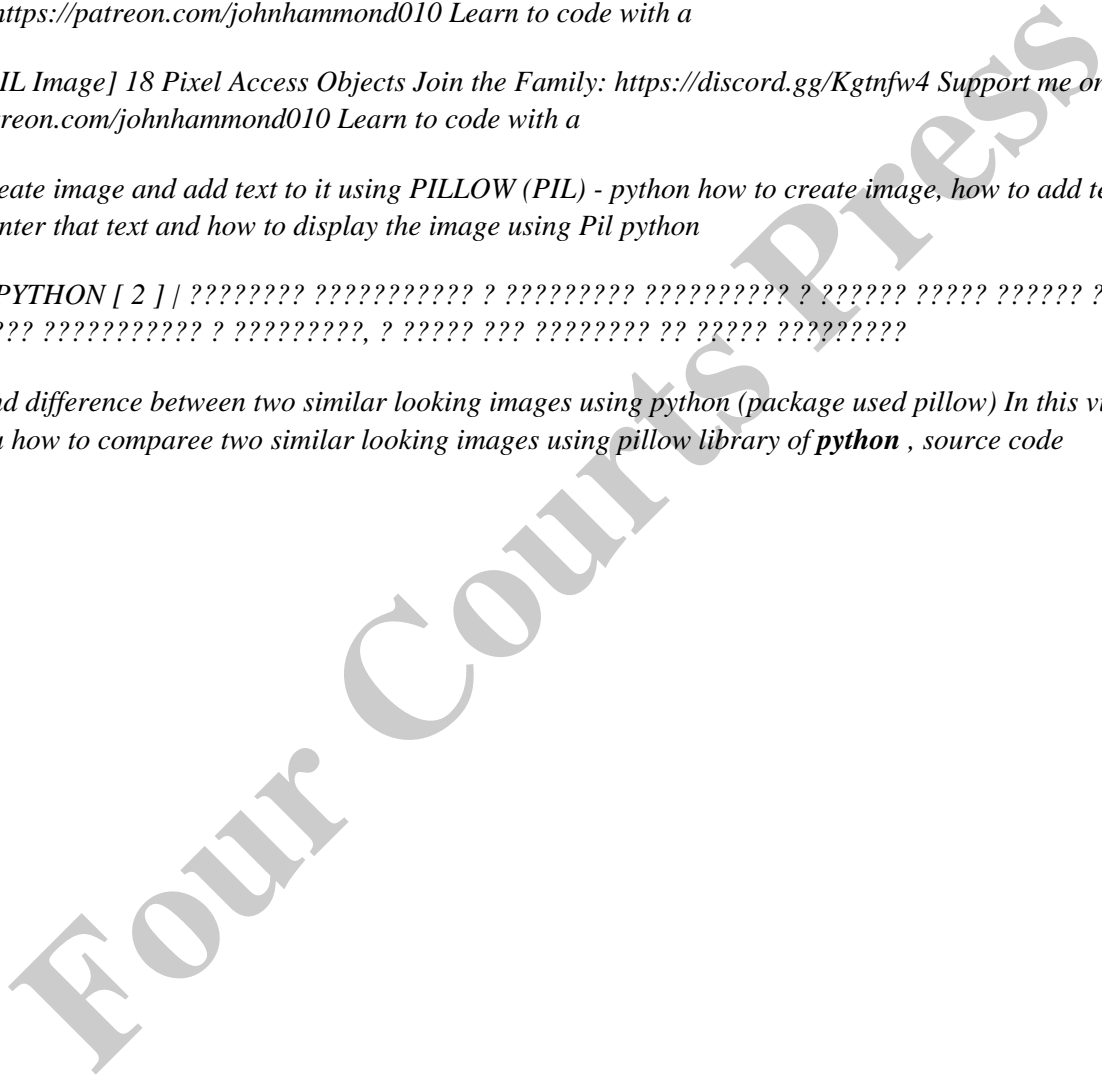 https://patreon.com/johnhammond010 Learn to code with a
IL Image] 18 Pixel Access Objects Join the Family: https://discord.gg/Kgtnfw4 Support me on
reon.com/johnhammond010 Learn to code with a
eate image and add text to it using PILLOW (PIL) - python how to create image, how to add te
nter that text and how to display the image using Pil python
PYTHON [ 2 ] | ???????? ??????????? ? ????????? ?????????? ? ?????? ????? ?????? ?
??? ??????????? ? ?????????, ? ????? ??? ???????? ?? ????? ?????????
nd difference between two similar looking images using python (package used pillow) In this vi
u how to comparee two similar looking images using pillow library of python , source code
Four Courts Press